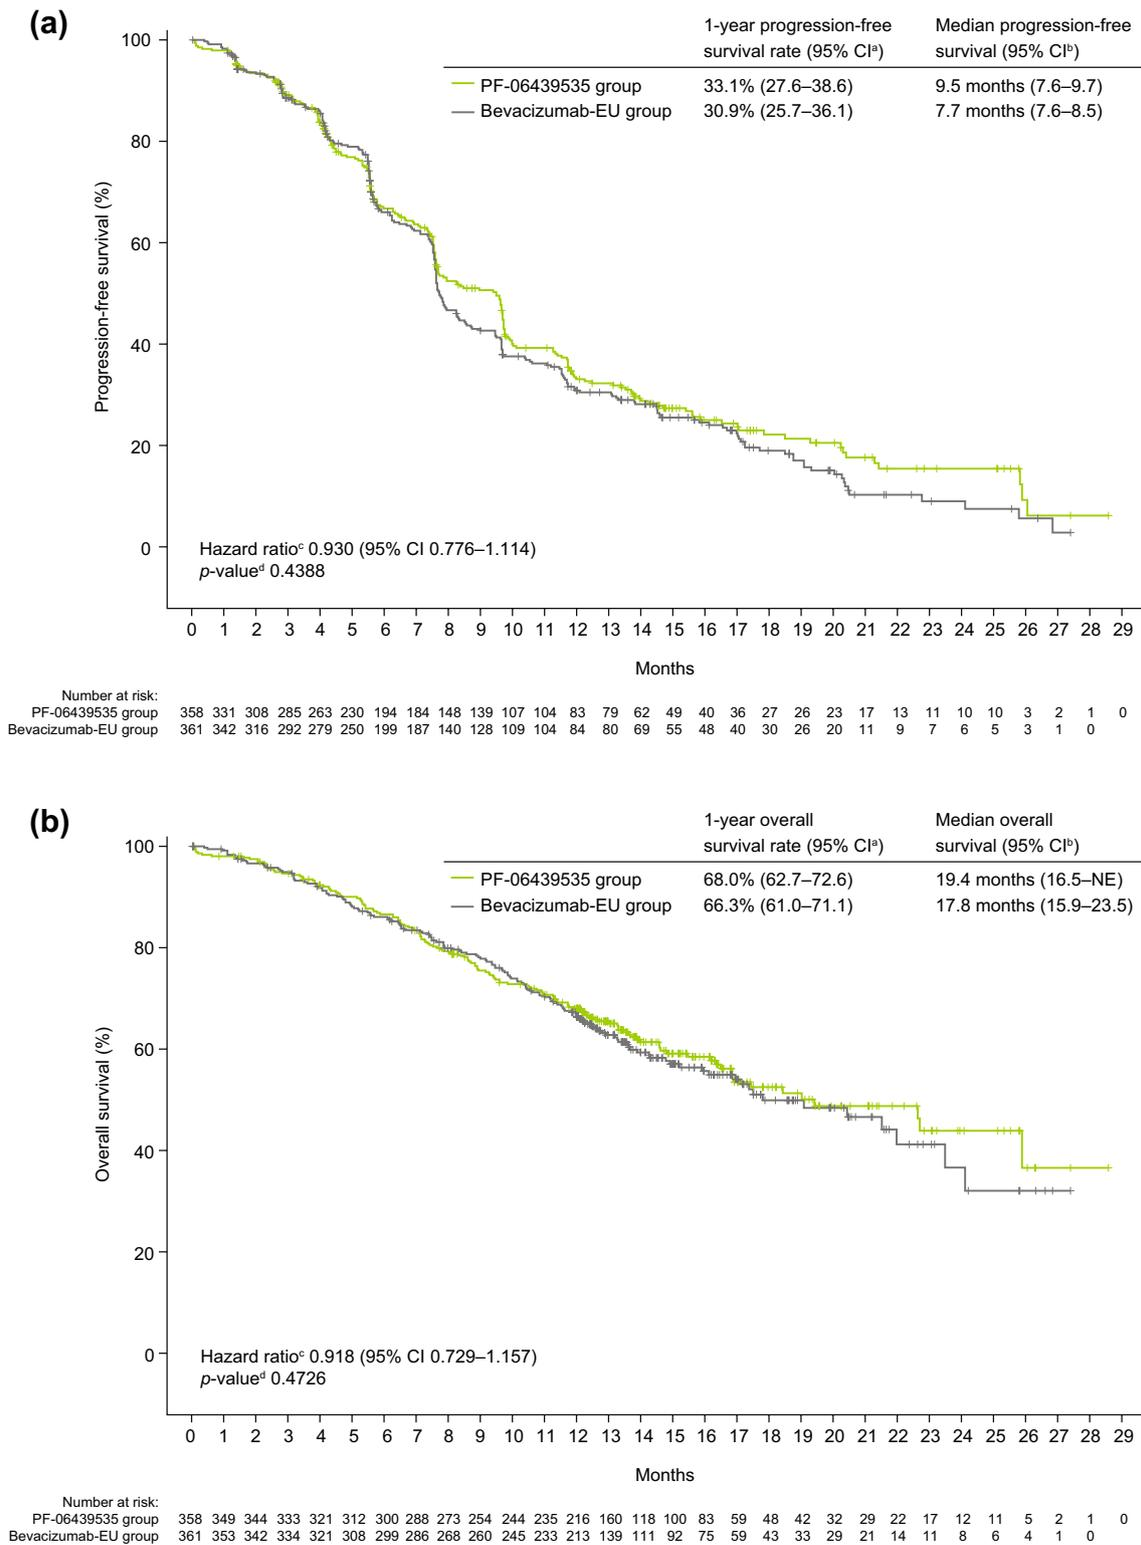 (a)
1-year progression-free Median progression-free
survival rate (95% CIᵃ) survival (95% CIᵇ)
PF-06439535 group 33.1% (27.6–38.6) 9.5 months (7.6–9.7)
Bevacizumab-EU group 30.9% (25.7–36.1) 7.7 months (7.6–8.5)
Progression-free survival (%)
100
80
60
40
20
0
Hazard ratioᶜ 0.930 (95% CI 0.776–1.114)
p-valueᵈ 0.4388
0 1 2 3 4 5 6 7 8 9 10 11 12 13 14 15 16 17 18 19 20 21 22 23 24 25 26 27 28 29
Months
Number at risk:
PF-06439535 group 358 331 308 285 263 230 194 184 148 139 107 104 83 79 62 49 40 36 27 26 23 17 13 11 10 10 3 2 1 0
Bevacizumab-EU group 361 342 316 292 279 250 199 187 140 128 109 104 84 80 69 55 48 40 30 26 20 11 9 7 6 5 3 1 0
(b)
1-year overall Median overall
survival rate (95% CIᵃ) survival (95% CIᵇ)
PF-06439535 group 68.0% (62.7–72.6) 19.4 months (16.5–NE)
Bevacizumab-EU group 66.3% (61.0–71.1) 17.8 months (15.9–23.5)
Overall survival (%)
100
80
60
40
20
0
Hazard ratioᶜ 0.918 (95% CI 0.729–1.157)
p-valueᵈ 0.4726
0 1 2 3 4 5 6 7 8 9 10 11 12 13 14 15 16 17 18 19 20 21 22 23 24 25 26 27 28 29
Months
Number at risk:
PF-06439535 group 358 349 344 333 321 312 300 288 273 254 244 235 216 160 118 100 83 59 48 42 32 29 22 17 12 11 5 2 1 0
Bevacizumab-EU group 361 353 342 334 321 308 299 286 268 260 245 233 213 139 111 92 75 59 43 33 29 21 14 11 8 6 4 1 0